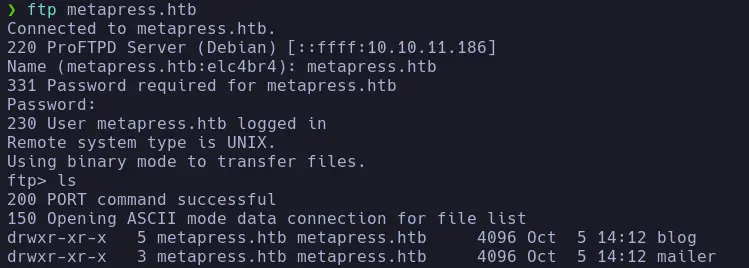 ❯ ftp metapress.htb
Connected to metapress.htb.
220 ProFTPD Server (Debian) [::ffff:10.10.11.186]
Name (metapress.htb:elc4br4): metapress.htb
331 Password required for metapress.htb
Password:
230 User metapress.htb logged in
Remote system type is UNIX.
Using binary mode to transfer files.
ftp> ls
200 PORT command successful
150 Opening ASCII mode data connection for file list
drwxr-xr-x   5 metapress.htb metapress.htb     4096 Oct  5 14:12 blog
drwxr-xr-x   3 metapress.htb metapress.htb     4096 Oct  5 14:12 mailer